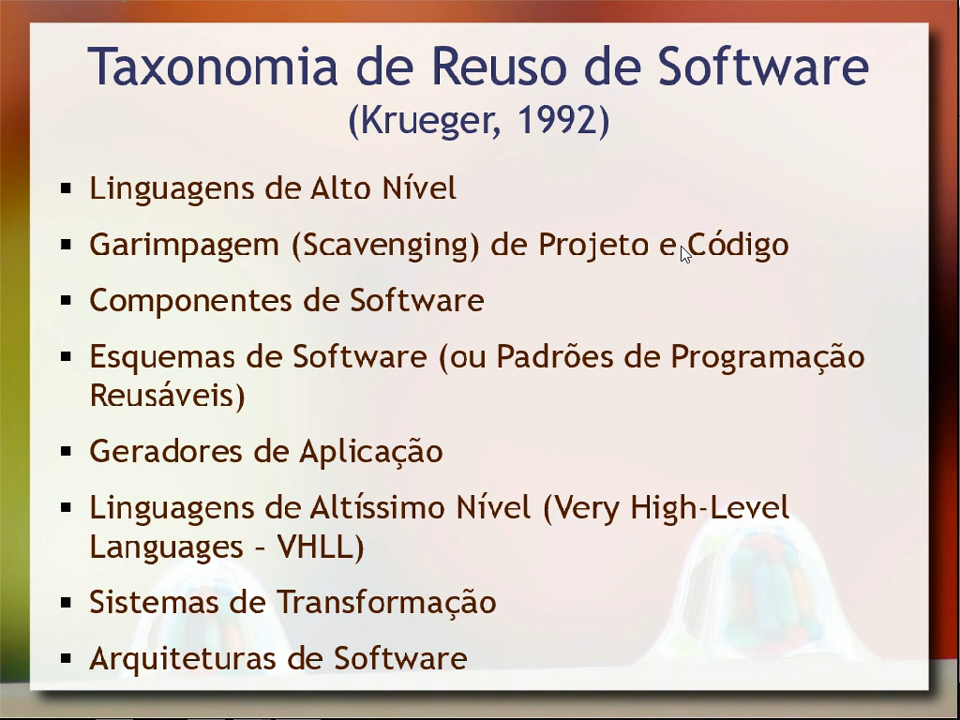 Taxonomia de Reuso de Software
(Krueger, 1992)
▪ Linguagens de Alto Nível
▪ Garimpagem (Scavenging) de Projeto e Código
▪ Componentes de Software
▪ Esquemas de Software (ou Padrões de Programação
Reusáveis)
▪ Geradores de Aplicação
▪ Linguagens de Altíssimo Nível (Very High-Level
Languages – VHLL)
▪ Sistemas de Transformação
▪ Arquiteturas de Software